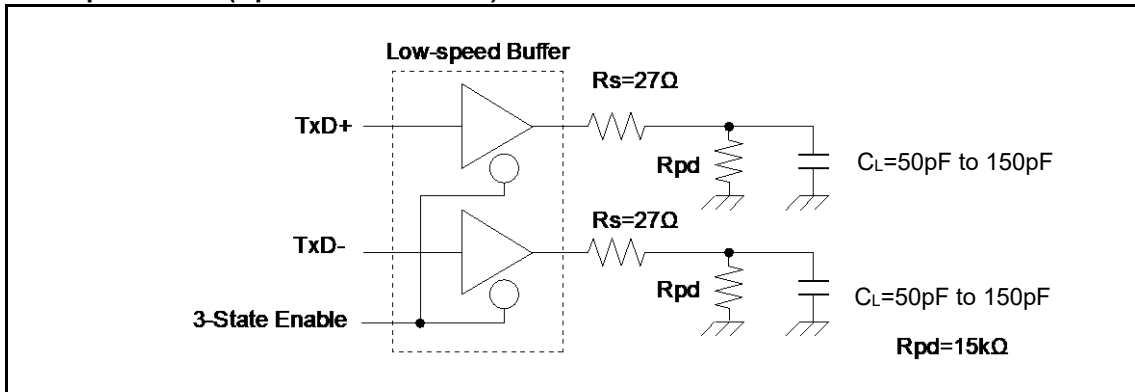 Low-speed Buffer
Rs=27Ω
TxD+
Rpd
CL=50pF to 150pF
Rs=27Ω
TxD-
Rpd
CL=50pF to 150pF
3-State Enable
Rpd=15kΩ